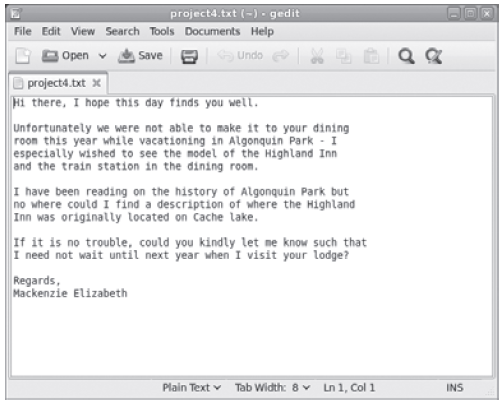 project4.txt (~) - gedit
File Edit View Search Tools Documents Help
Open Save Undo
project4.txt
Hi there, I hope this day finds you well.
Unfortunately we were not able to make it to your dining
room this year while vacationing in Algonquin Park - I
especially wished to see the model of the Highland Inn
and the train station in the dining room.
I have been reading on the history of Algonquin Park but
no where could I find a description of where the Highland
Inn was originally located on Cache lake.
If it is no trouble, could you kindly let me know such that
I need not wait until next year when I visit your lodge?
Regards,
Mackenzie Elizabeth
Plain Text Tab Width: 8 Ln 1, Col 1 INS